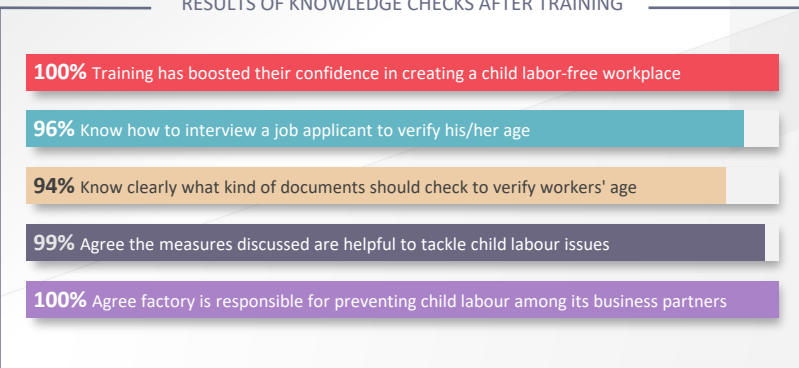 RESULTS OF KNOWLEDGE CHECKS AFTER TRAINING
100% Training has boosted their confidence in creating a child labor-free workplace
96% Know how to interview a job applicant to verify his/her age
94% Know clearly what kind of documents should check to verify workers' age
99% Agree the measures discussed are helpful to tackle child labour issues
100% Agree factory is responsible for preventing child labour among its business partners